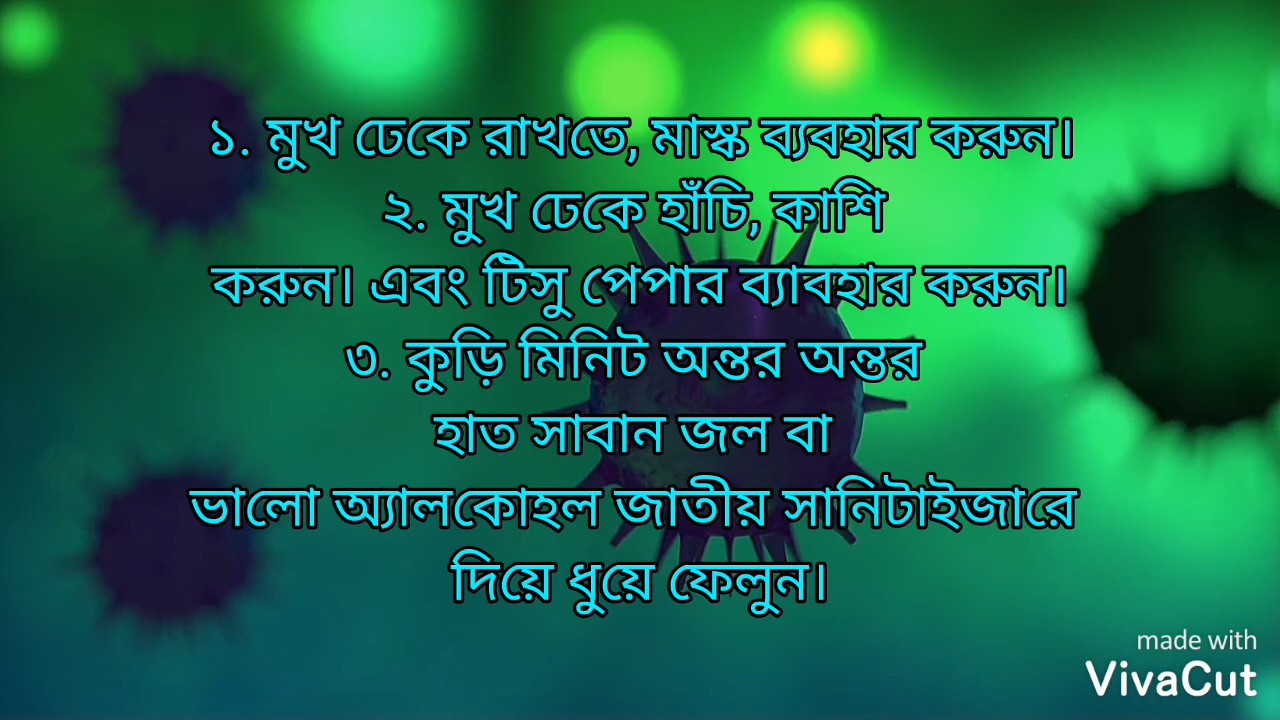 ১. মুখ ঢেকে রাখতে, মাস্ক ব্যবহার করুন।
২. মুখ ঢেকে হাঁচি, কাশি
করুন। এবং টিসু পেপার ব্যাবহার করুন।
৩. কুড়ি মিনিট অন্তর অন্তর
হাত সাবান জল বা
ভালো অ্যালকোহল জাতীয় সানিটাইজারে
দিয়ে ধুয়ে ফেলুন।
made with
VivaCut